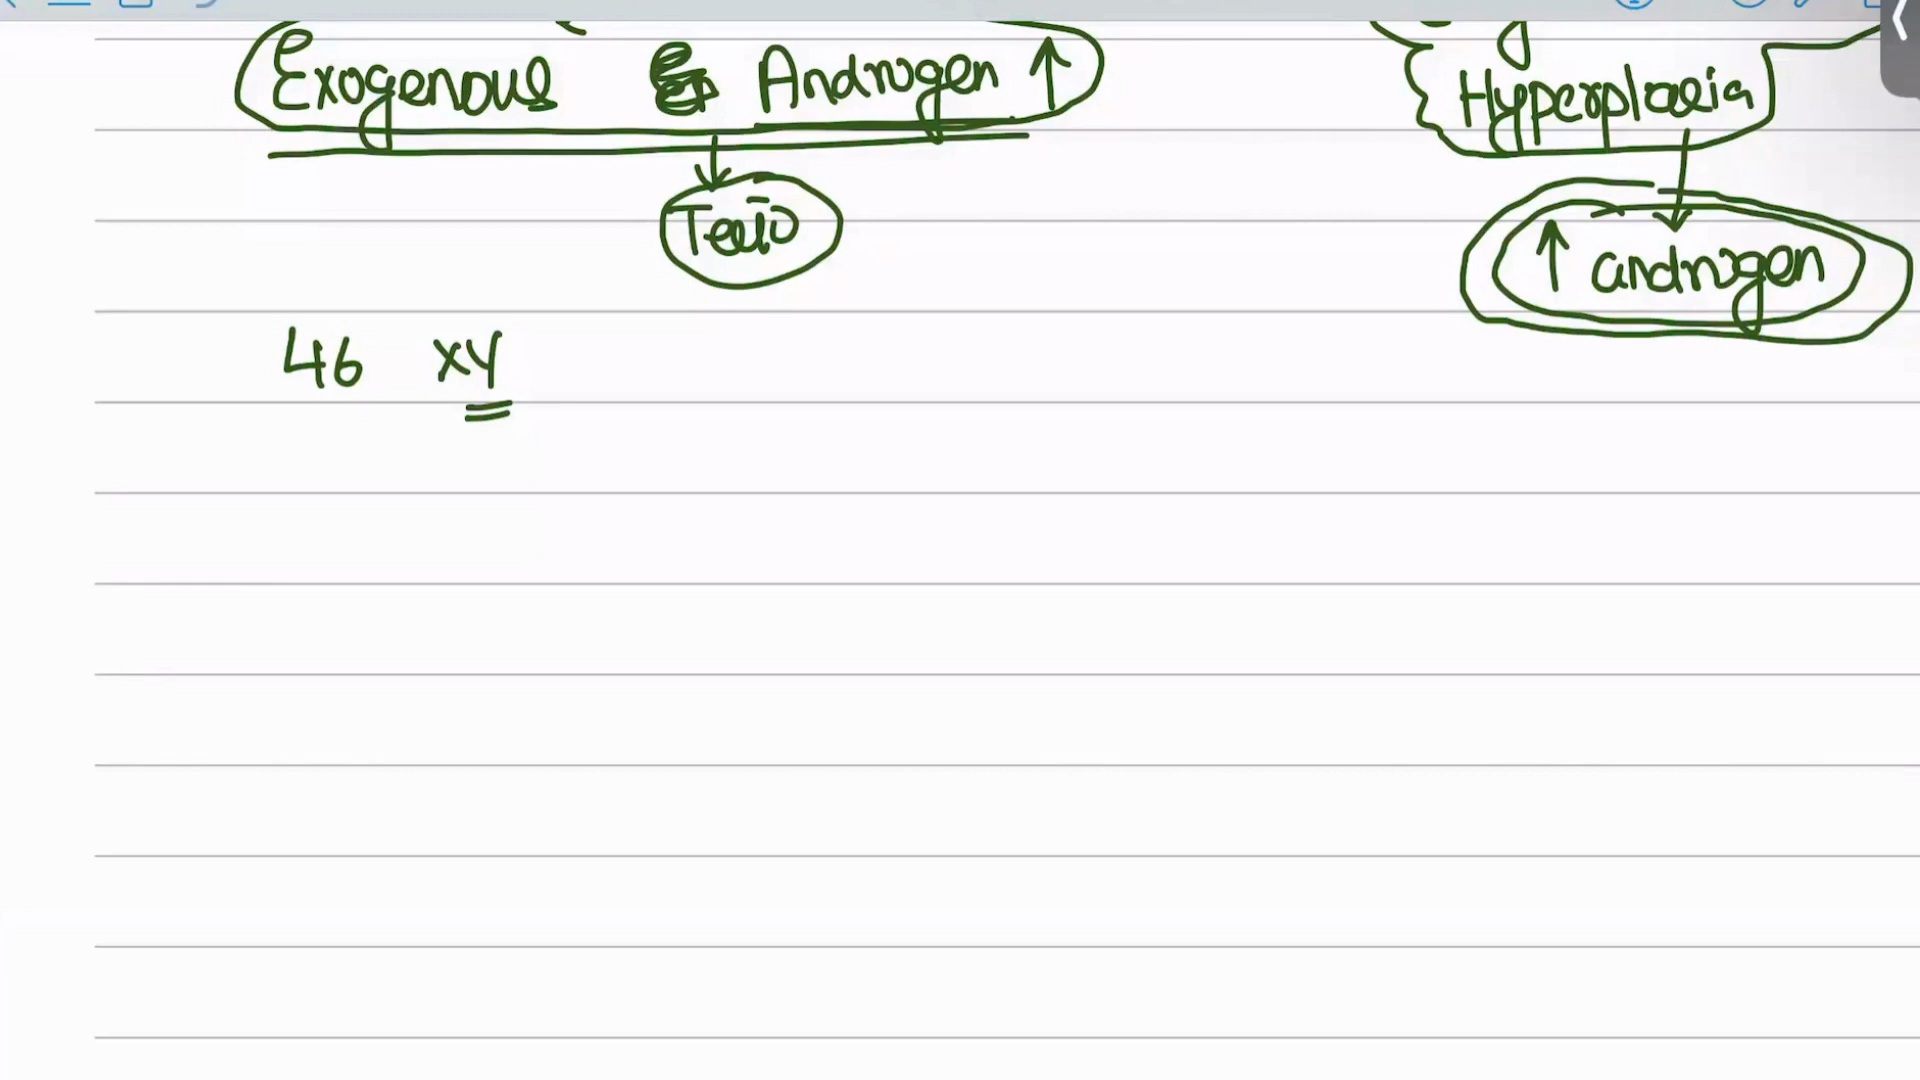 Exogenous Androgen ↑
Hyperplasia
Testo
↑ androgen
46 XY